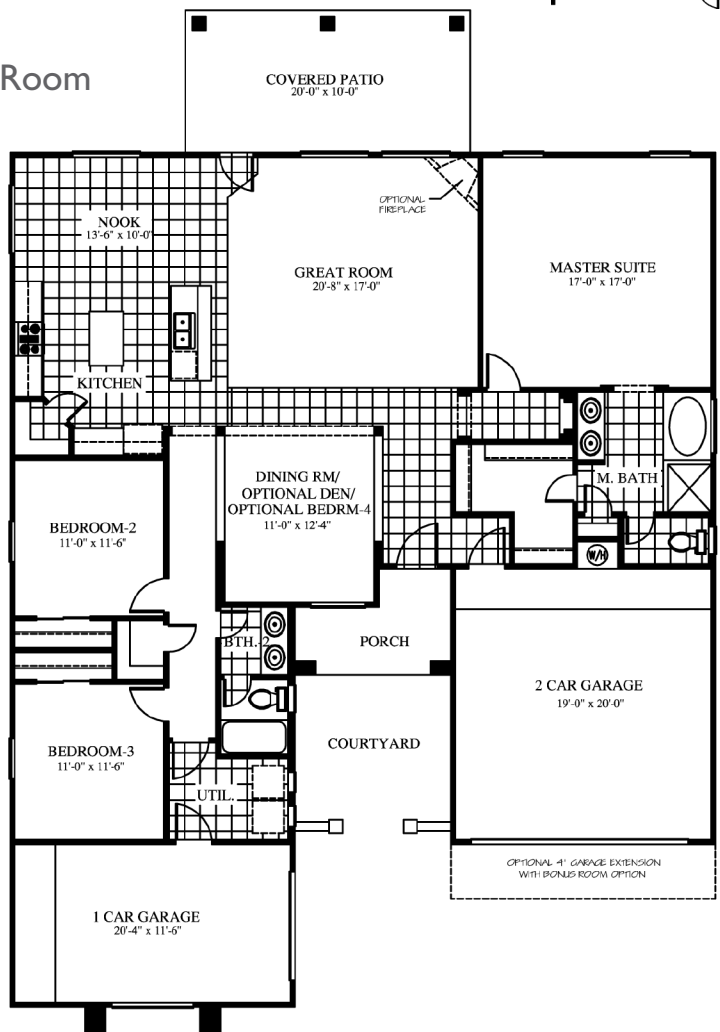 Room
COVERED PATIO
20'-0" x 10'-0"
OPTIONAL
FIREPLACE
NOOK
13'-6" x 10'-0"
GREAT ROOM
20'-8" x 17'-0"
MASTER SUITE
17'-0" x 17'-0"
KITCHEN
DINING RM/
OPTIONAL DEN/
OPTIONAL BEDRM-4
11'-0" x 12'-4"
M. BATH
BEDROOM-2
11'-0" x 11'-6"
W/H
BTH.-2
PORCH
2 CAR GARAGE
19'-0" x 20'-0"
COURTYARD
BEDROOM-3
11'-0" x 11'-6"
UTIL.
OPTIONAL 4' GARAGE EXTENSION
WITH BONUS ROOM OPTION
1 CAR GARAGE
20'-4" x 11'-6"